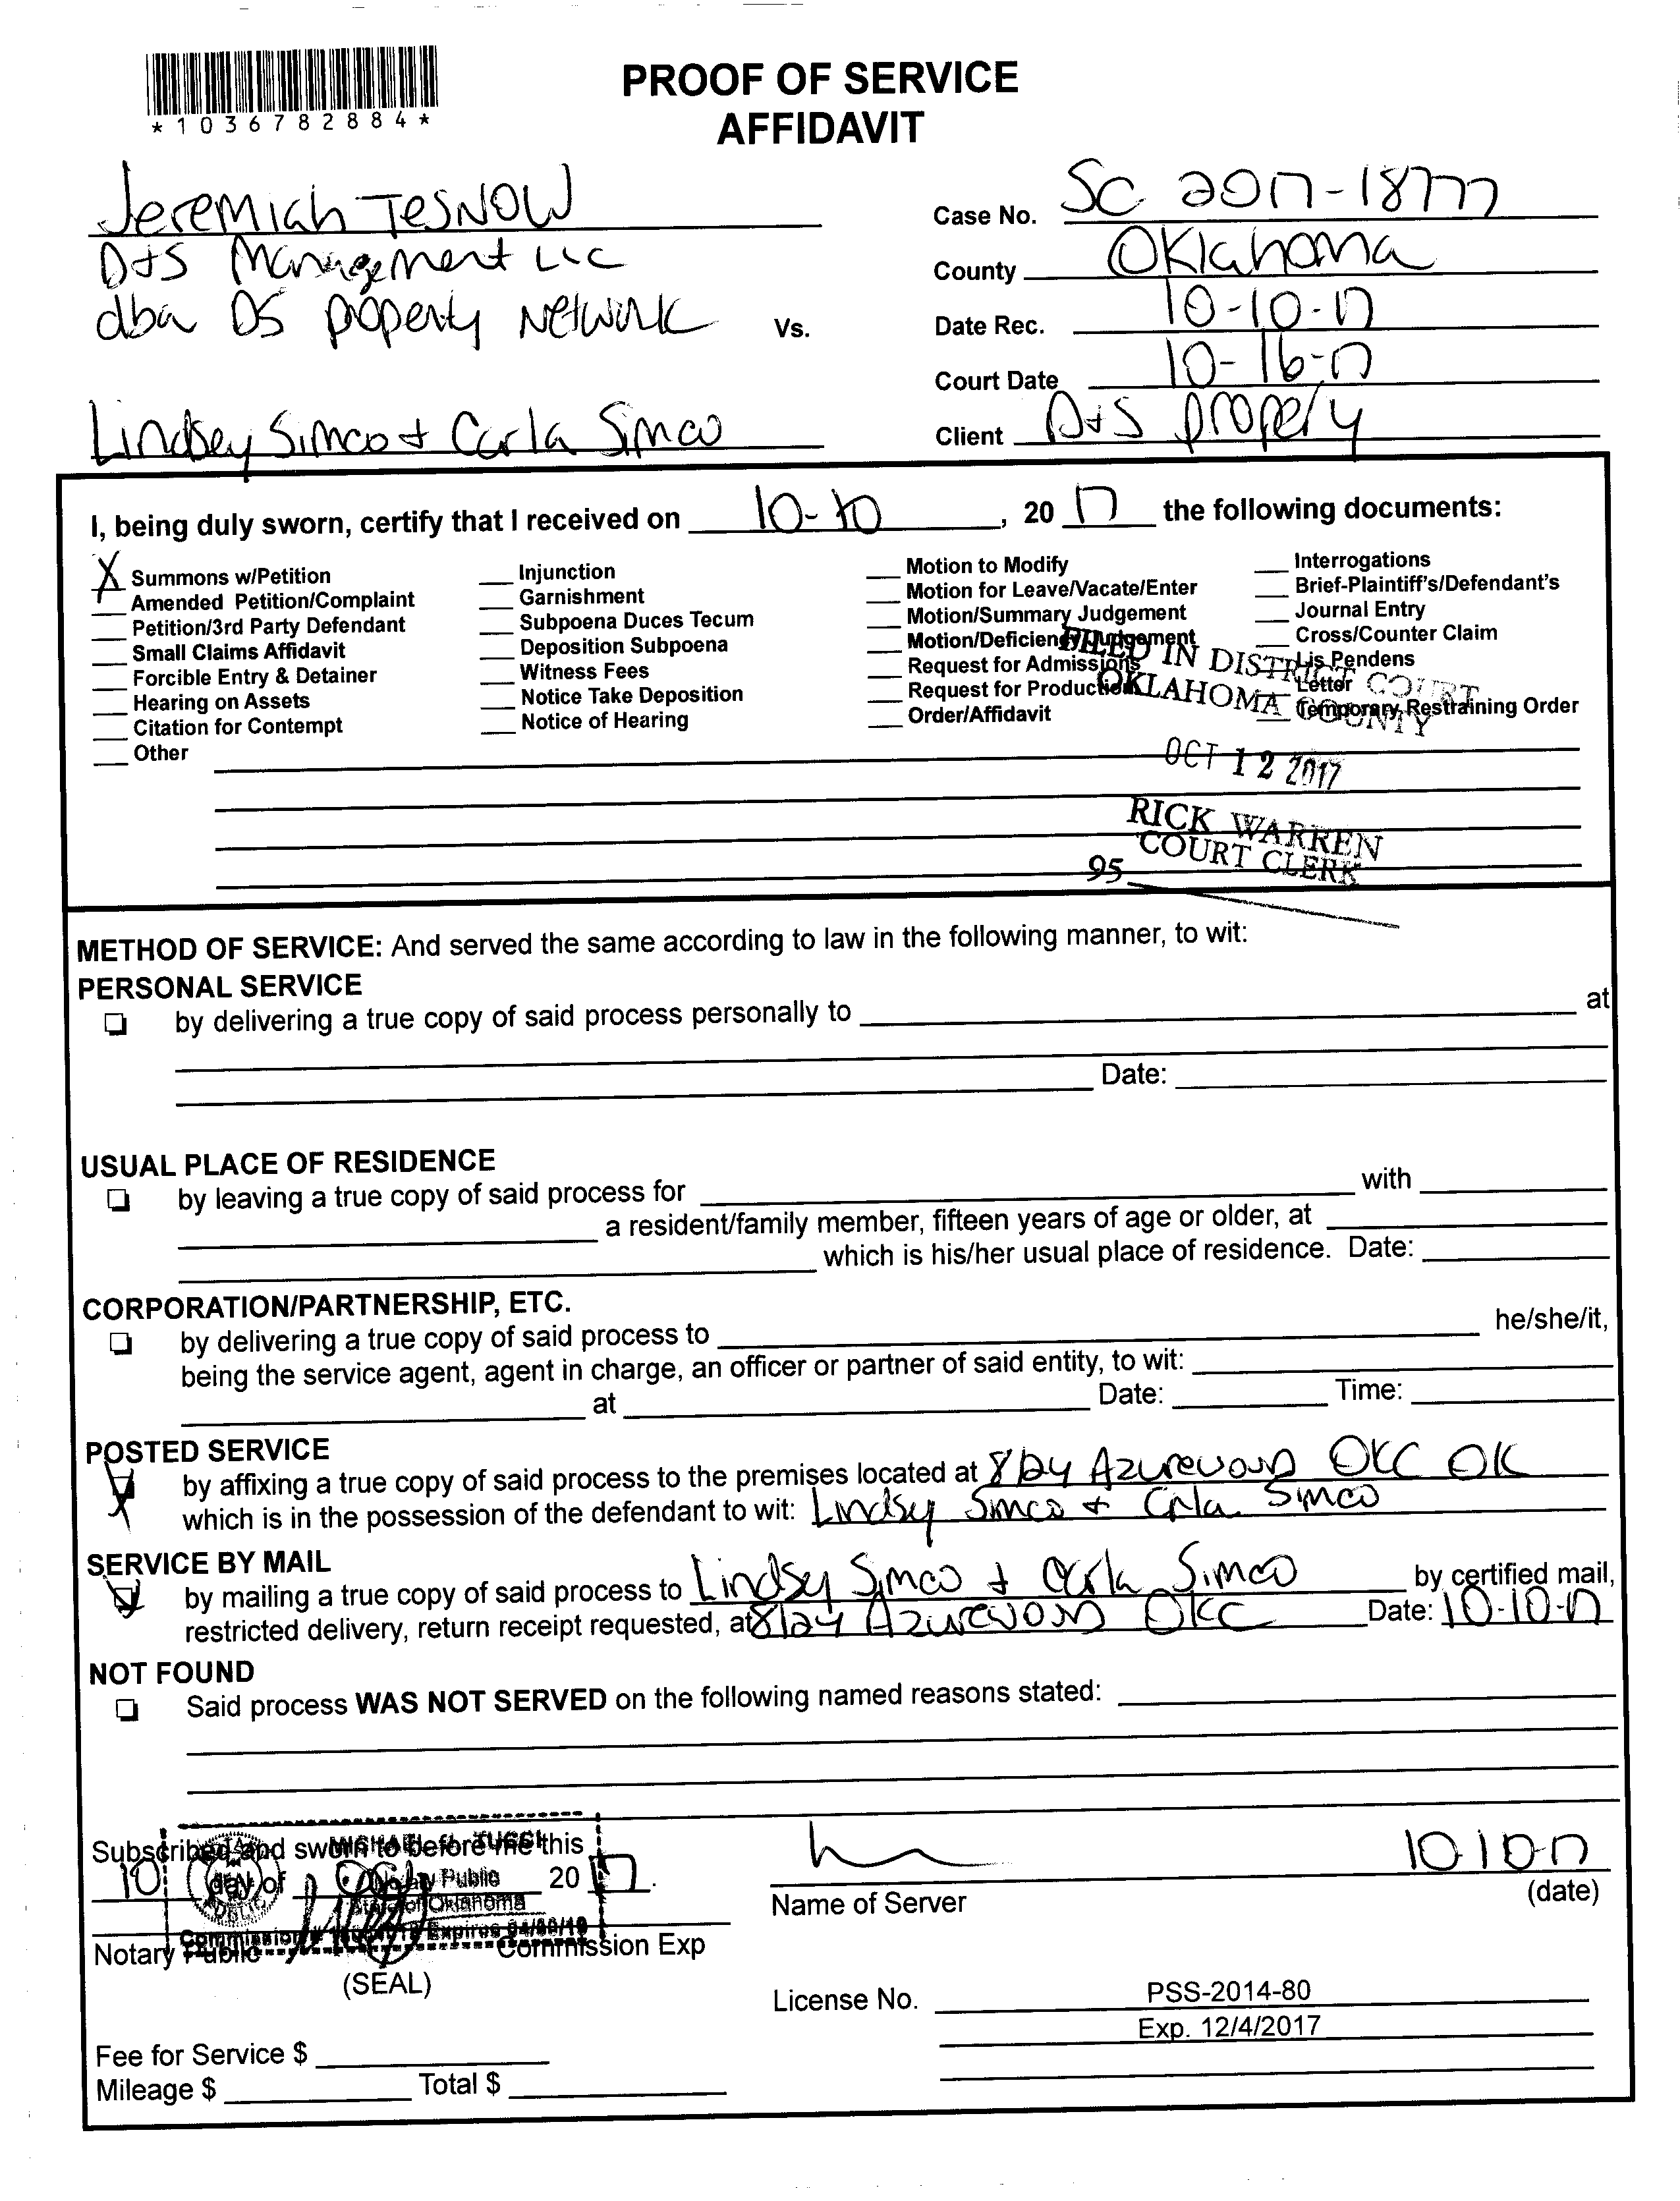 *1036782884*
PROOF OF SERVICE
AFFIDAVIT
Jeremiah Tesnow
D+S Management LLC
dba DS property Network
Vs.
Lindsey Simco + Carla Simco
Case No. SC 2017-18777
County Oklahoma
Date Rec. 10-10-17
Court Date 10-16-17
Client D+S property
I, being duly sworn, certify that I received on 10-10, 20 17 the following documents:
X Summons w/Petition
Amended Petition/Complaint
Petition/3rd Party Defendant
Small Claims Affidavit
Forcible Entry & Detainer
Hearing on Assets
Citation for Contempt
Other
Injunction
Garnishment
Subpoena Duces Tecum
Deposition Subpoena
Witness Fees
Notice Take Deposition
Notice of Hearing
Motion to Modify
Motion for Leave/Vacate/Enter
Motion/Summary Judgement
Motion/Deficiency Judgement
Request for Admissions
Request for Production
Order/Affidavit
Interrogations
Brief-Plaintiff's/Defendant's
Journal Entry
Cross/Counter Claim
Lis Pendens
Letter
Temporary Restraining Order
FILED IN DISTRICT COURT
OKLAHOMA COUNTY
OCT 12 2017
RICK WARREN
COURT CLERK
95
METHOD OF SERVICE: And served the same according to law in the following manner, to wit:
PERSONAL SERVICE
by delivering a true copy of said process personally to at
Date:
USUAL PLACE OF RESIDENCE
by leaving a true copy of said process for with
a resident/family member, fifteen years of age or older, at
which is his/her usual place of residence. Date:
CORPORATION/PARTNERSHIP, ETC.
by delivering a true copy of said process to he/she/it,
being the service agent, agent in charge, an officer or partner of said entity, to wit:
at Date: Time:
POSTED SERVICE
by affixing a true copy of said process to the premises located at 8124 OKC OK
which is in the possession of the defendant to wit: Lindsey Simco + Carla Simco
SERVICE BY MAIL
by mailing a true copy of said process to Lindsey Simco + Carla Simco by certified mail,
restricted delivery, return receipt requested, at 8124 OKC Date: 10-10-17
NOT FOUND
Said process WAS NOT SERVED on the following named reasons stated:
Subscribed and sworn to before me this
10 day of Oct 20 17.
Notary Public Commission Exp
(SEAL)
TUCCI
Notary Public
State of Oklahoma
Commission # Expires
10 10-17
Name of Server (date)
License No. PSS-2014-80
Exp. 12/4/2017
Fee for Service $
Mileage $ Total $